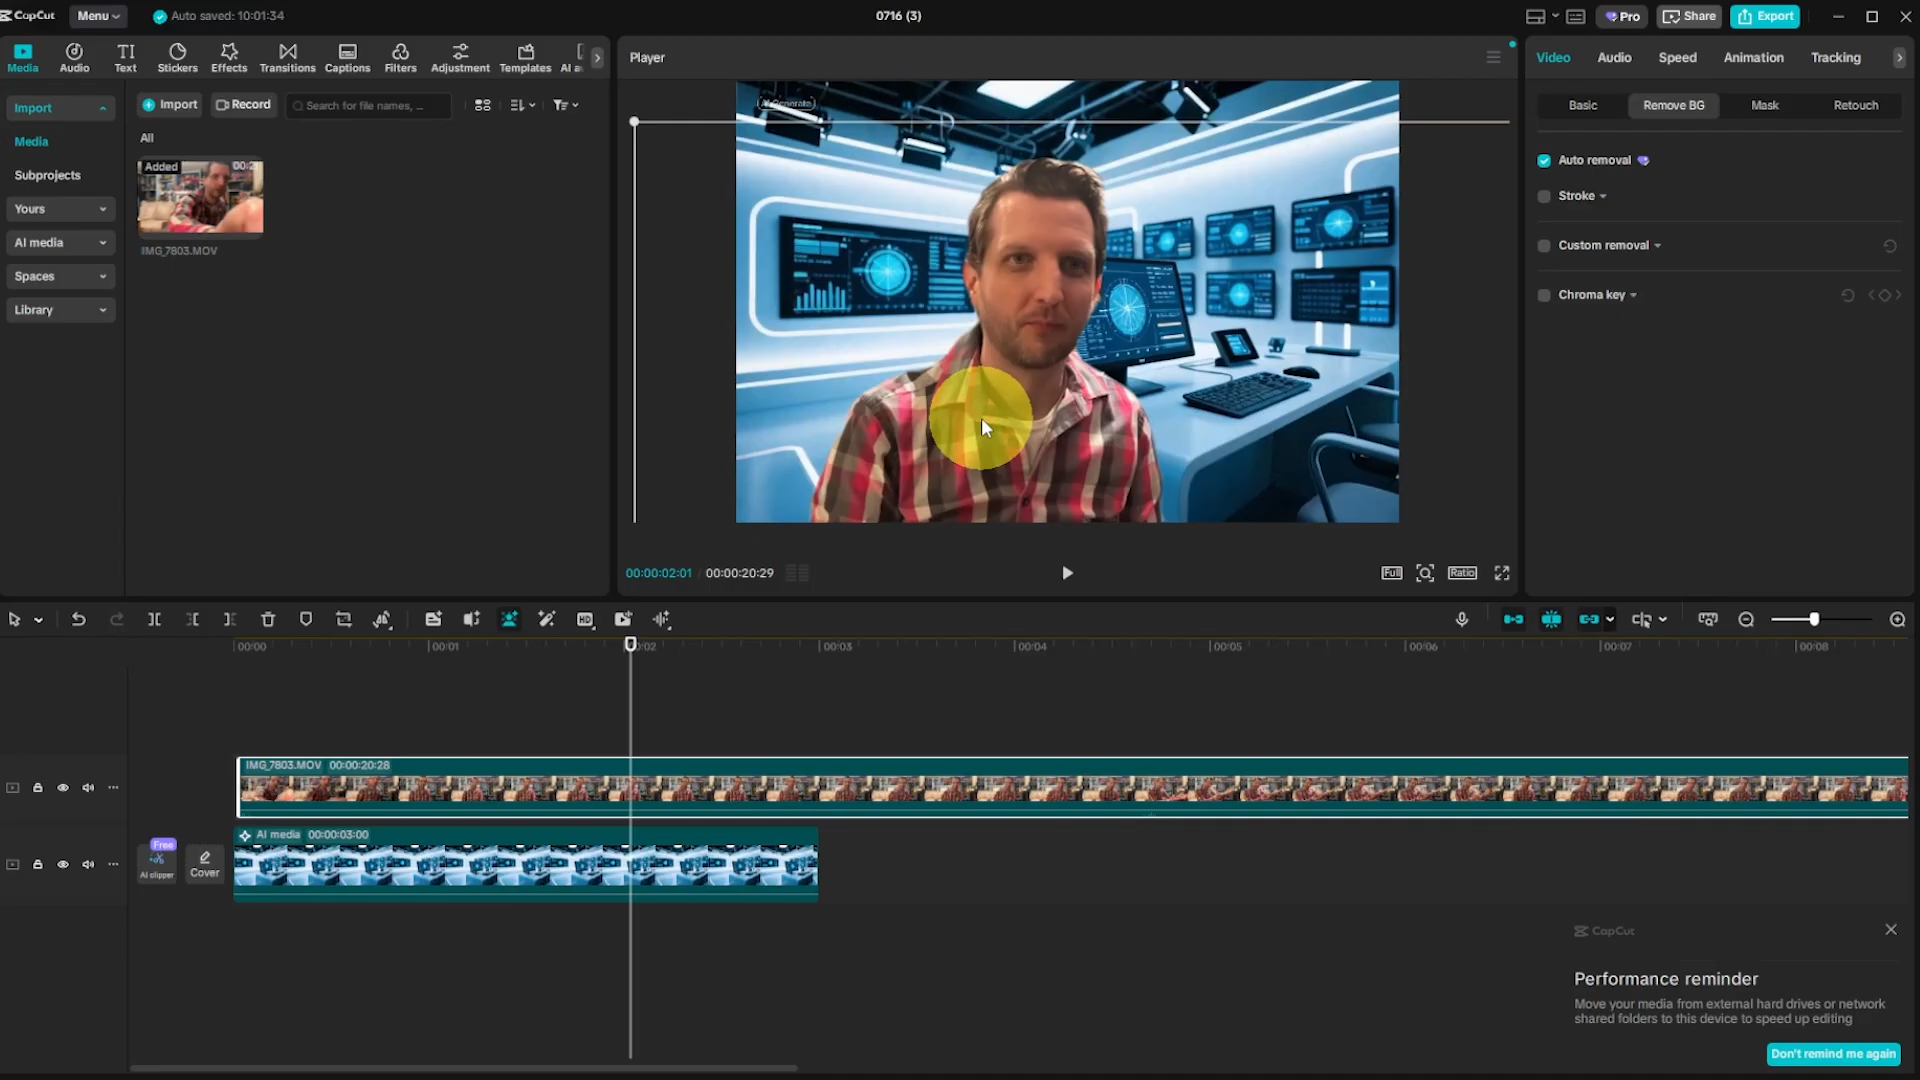 CapCut
Menu
Auto saved: 10:01:34
0716 (3)
Pro
Share
Export
Media
Audio
Text
Stickers
Effects
Transitions
Captions
Filters
Adjustment
Templates
Import
Media
Subprojects
Yours
AI media
Spaces
Library
Import
Record
Search for file names, ...
All
Added
IMG_7803.MOV
Player
AI Generate
00:00:02:01
00:00:20:29
Full
Ratio
Video
Audio
Speed
Animation
Tracking
Basic
Remove BG
Mask
Retouch
Auto removal
Stroke
Custom removal
Chroma key
00:00
00:01
00:03
00:04
00:05
00:06
00:07
00:08
IMG_7803.MOV 00:00:20:28
Free
AI clipper
Cover
AI media 00:00:03:00
CapCut
Performance reminder
Move your media from external hard drives or network
shared folders to this device to speed up editing
Don't remind me again